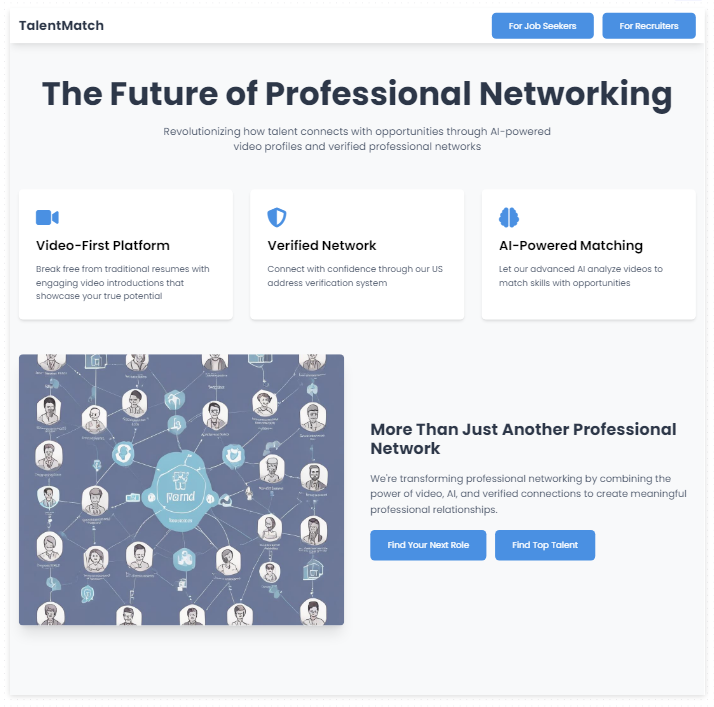 TalentMatch
For Job Seekers
For Recruiters
The Future of Professional Networking
Revolutionizing how talent connects with opportunities through AI-powered
video profiles and verified professional networks
Video-First Platform
Break free from traditional resumes with
engaging video introductions that
showcase your true potential
Verified Network
Connect with confidence through our US
address verification system
AI-Powered Matching
Let our advanced AI analyze videos to
match skills with opportunities
More Than Just Another Professional
Network
We're transforming professional networking by combining the
power of video, AI, and verified connections to create meaningful
professional relationships.
Find Your Next Role
Find Top Talent